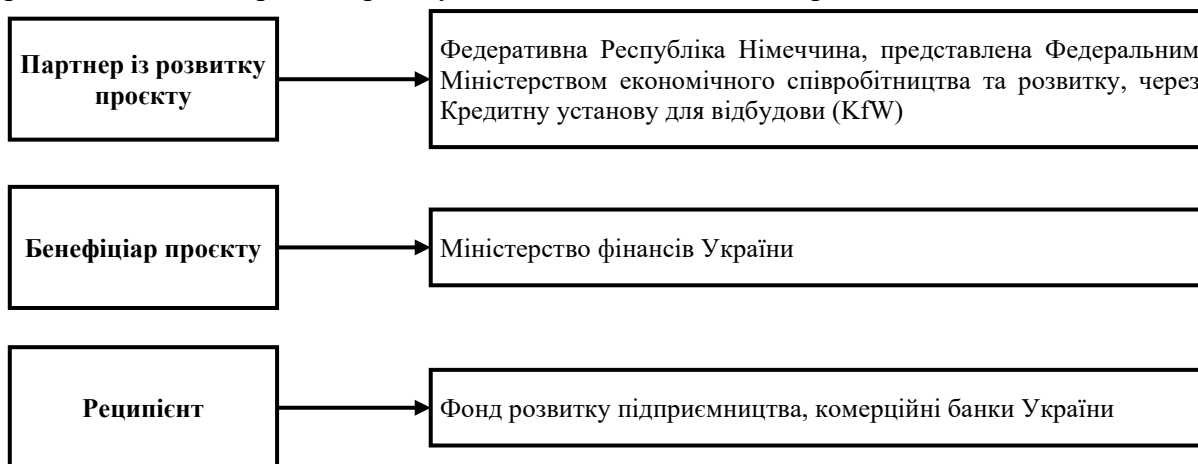 Партнер із розвитку
проєкту
Федеративна Республіка Німеччина, представлена Федеральним
Міністерством економічного співробітництва та розвитку, через
Кредитну установу для відбудови (KfW)
Бенефіціар проєкту
Міністерство фінансів України
Реципієнт
Фонд розвитку підприємництва, комерційні банки України